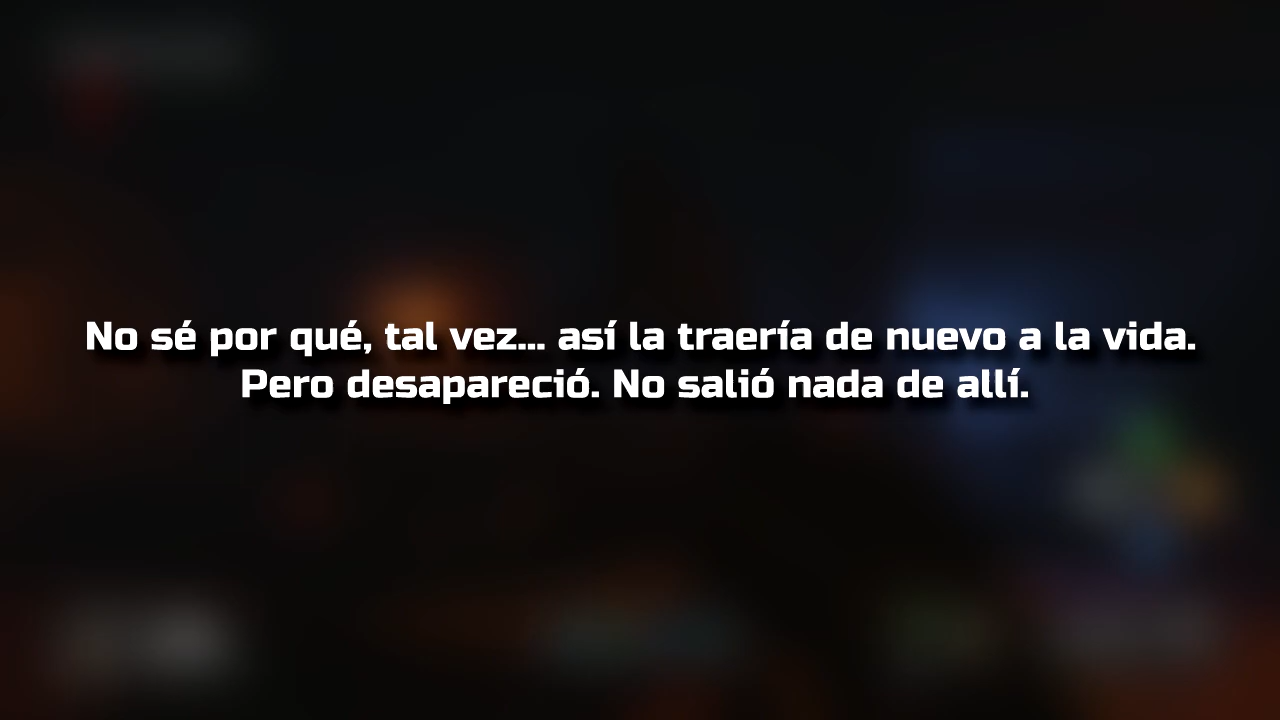 No sé por qué, tal vez... así la traería de nuevo a la vida.
Pero desapareció. No salió nada de allí.